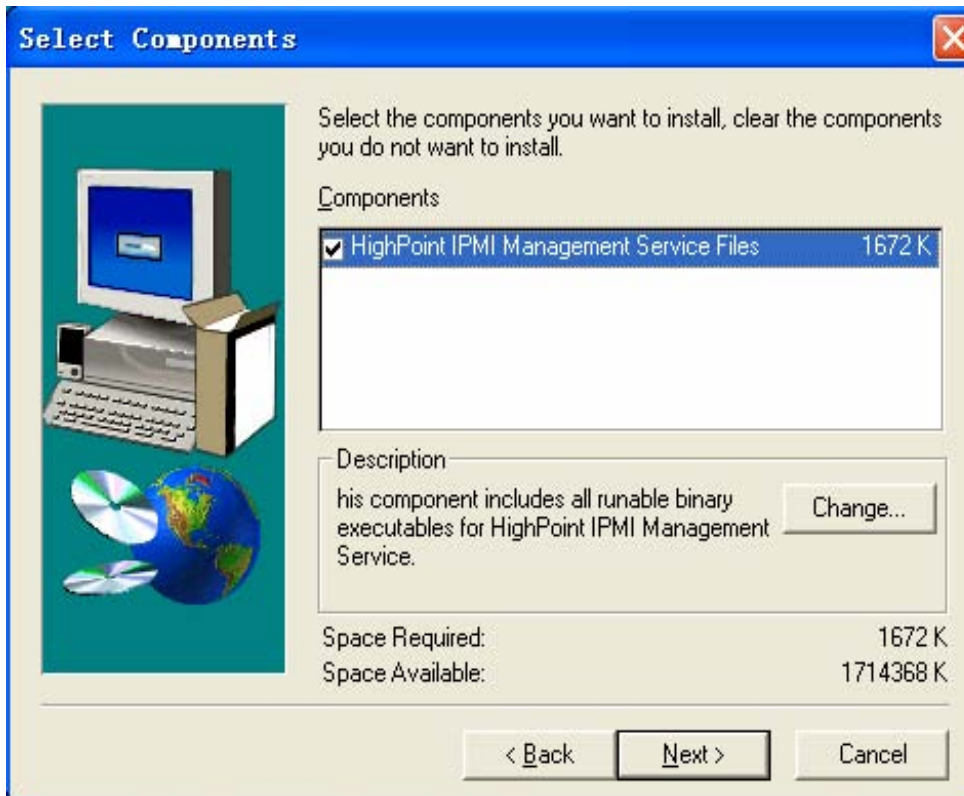 Select Components
Select the components you want to install, clear the components
you do not want to install.
Components
HighPoint IPMI Management Service Files 1672 K
Description
his component includes all runable binary
executables for HighPoint IPMI Management
Service.
Change...
Space Required: 1672 K
Space Available: 1714368 K
< Back Next > Cancel